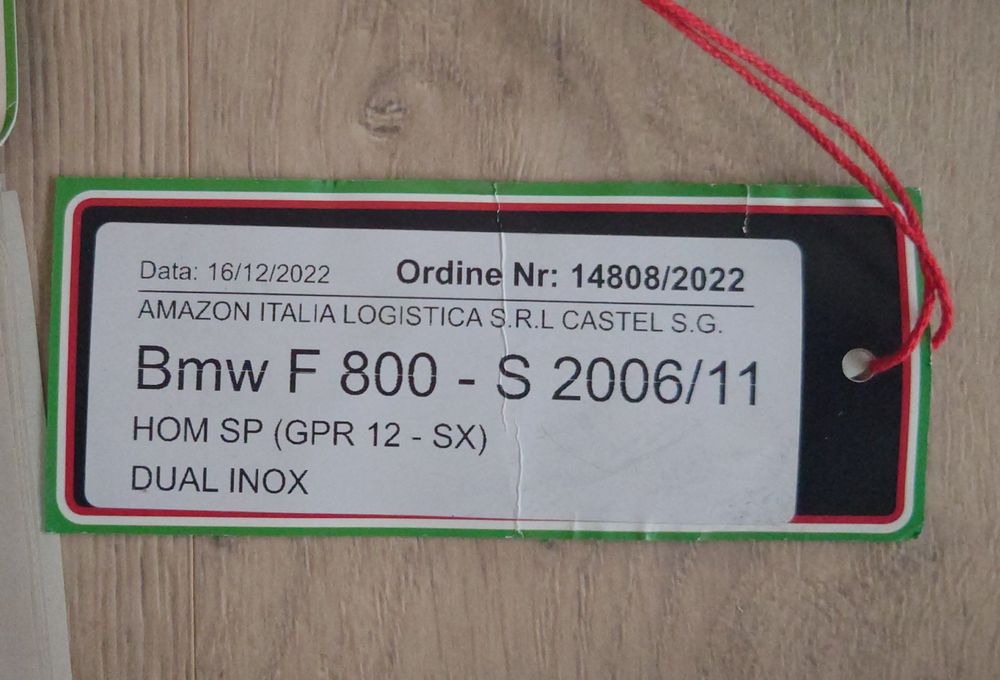 Data: 16/12/2022 Ordine Nr: 14808/2022
AMAZON ITALIA LOGISTICA S.R.L CASTEL S.G.
Bmw F 800 - S 2006/11
HOM SP (GPR 12 - SX)
DUAL INOX